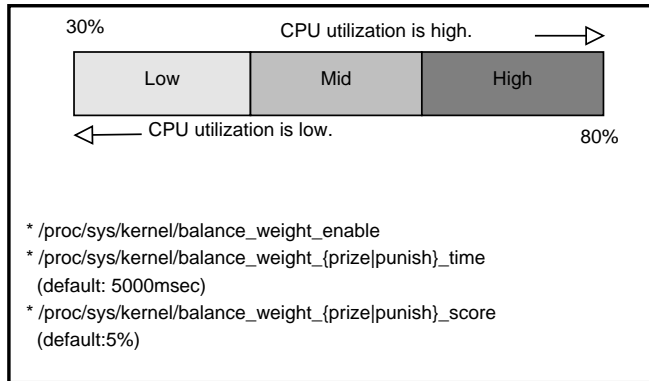 30%
CPU utilization is high.
Low
Mid
High
CPU utilization is low.
80%
* /proc/sys/kernel/balance_weight_enable
* /proc/sys/kernel/balance_weight_{prize|punish}_time
(default: 5000msec)
* /proc/sys/kernel/balance_weight_{prize|punish}_score
(default:5%)